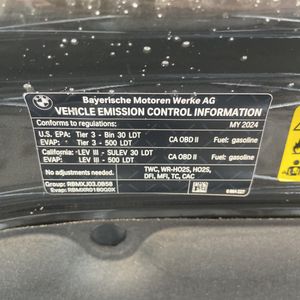 Bayerische Motoren Werke AG
VEHICLE EMISSION CONTROL INFORMATION
Conforms to regulations: MY 2024
U.S. EPA: Tier 3 - Bin 30 LDT CA OBD II Fuel: gasoline
EVAP: Tier 3 - 500 LDT
California: LEV III - SULEV 30 LDT CA OBD II Fuel: gasoline
EVAP: LEV III - 500 LDT
No adjustments needed. TWC, WR-HO2S, HO2S,
Group: RBMXJ03.0B58 DFI, MFI, TC, CAC
Evap: RBMXR0180G0X